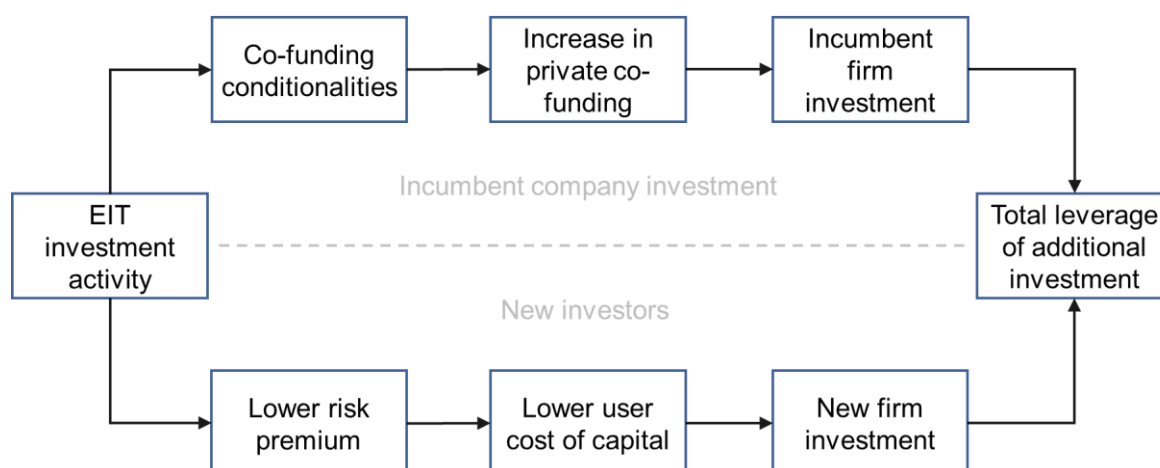 Co-funding
conditionalities
Increase in
private co-
funding
Incumbent
firm
investment
Incumbent company investment
EIT
investment
activity
Total leverage
of additional
investment
New investors
Lower risk
premium
Lower user
cost of capital
New firm
investment